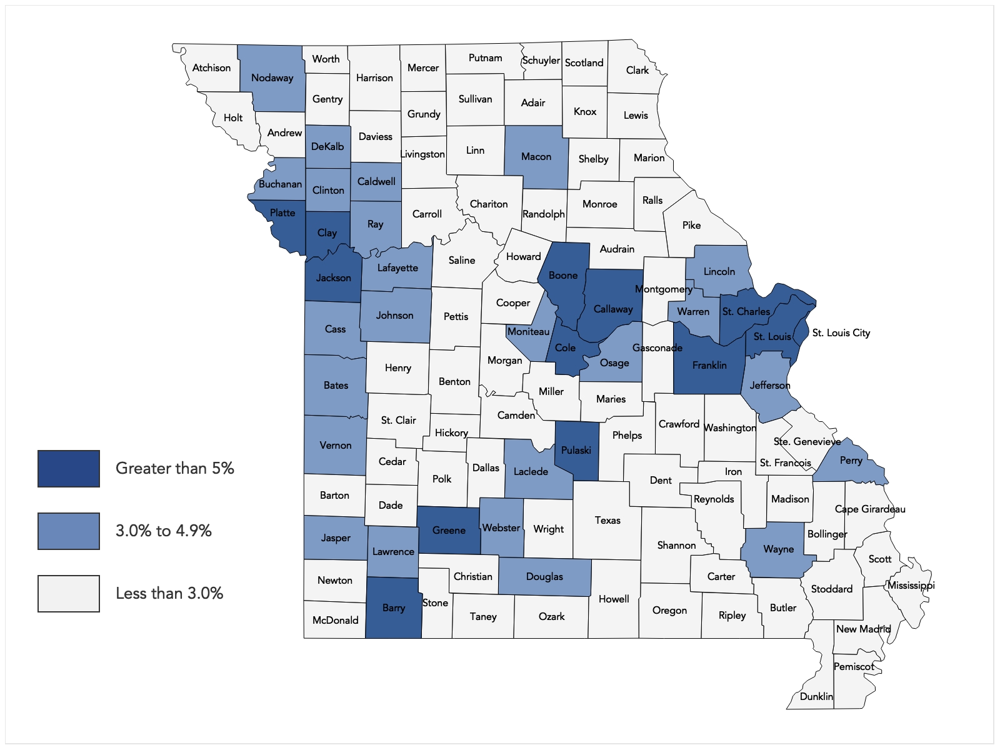 Atchison
Nodaway
Worth
Harrison
Mercer
Putnam
Schuyler
Scotland
Clark
Gentry
Sullivan
Adair
Knox
Lewis
Holt
Andrew
Grundy
DeKalb
Daviess
Livingston
Linn
Macon
Shelby
Marion
Buchanan
Clinton
Caldwell
Chariton
Randolph
Monroe
Ralls
Platte
Clay
Ray
Carroll
Pike
Audrain
Jackson
Lafayette
Saline
Howard
Boone
Lincoln
Montgomery
Cass
Johnson
Pettis
Cooper
Callaway
Warren
St. Charles
Moniteau
Cole
St. Louis
St. Louis City
Gasconade
Bates
Henry
Benton
Morgan
Osage
Franklin
Jefferson
Miller
Maries
St. Clair
Camden
Hickory
Vernon
Phelps
Crawford
Washington
Ste. Genevieve
Cedar
Polk
Dallas
Laclede
Pulaski
St. Francois
Perry
Greater than 5%
Dent
Iron
Barton
Dade
Texas
Reynolds
Madison
Cape Girardeau
3.0% to 4.9%
Jasper
Lawrence
Greene
Webster
Wright
Shannon
Wayne
Bollinger
Scott
Newton
Christian
Douglas
Carter
Stoddard
Mississippi
Less than 3.0%
McDonald
Barry
Stone
Taney
Ozark
Howell
Oregon
Ripley
Butler
New Madrid
Pemiscot
Dunklin